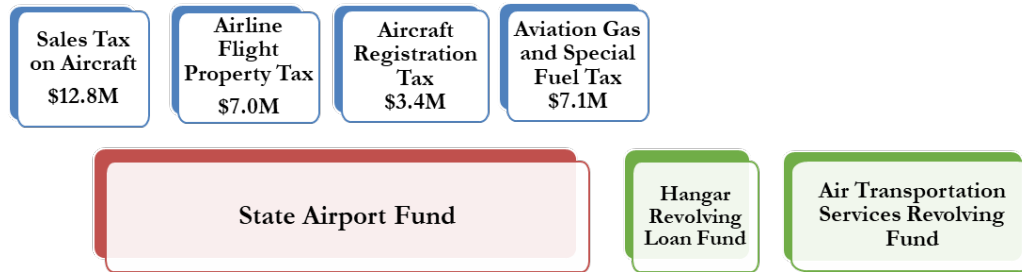 Sales Tax
on Aircraft
$12.8M
Airline
Flight
Property Tax
$7.0M
Aircraft
Registration
Tax
$3.4M
Aviation Gas
and Special
Fuel Tax
$7.1M
State Airport Fund
Hangar
Revolving
Loan Fund
Air Transportation
Services Revolving
Fund